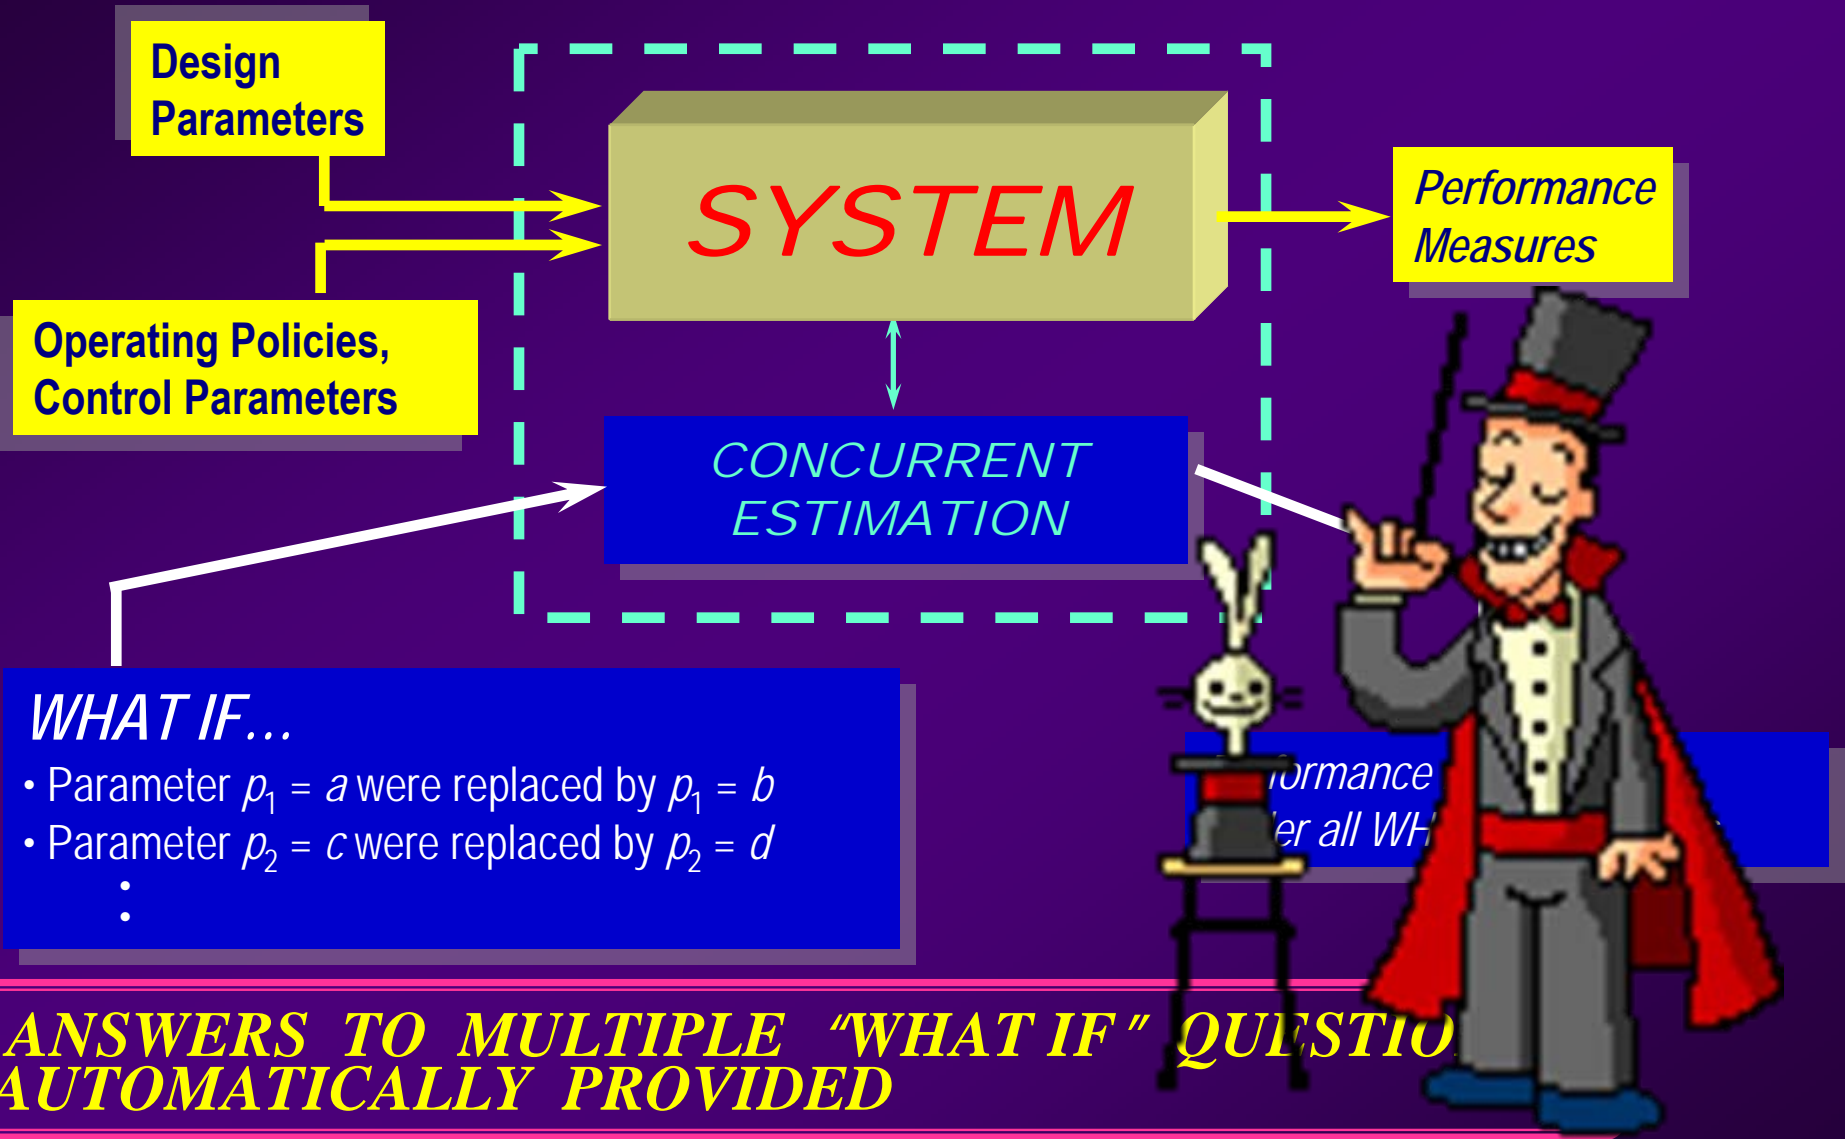 Design
Parameters
SYSTEM
Performance
Measures
Operating Policies,
Control Parameters
CONCURRENT
ESTIMATION
WHAT IF…
• Parameter p₁ = a were replaced by p₁ = b
• Parameter p₂ = c were replaced by p₂ = d
•
•
all
ANSWERS TO MULTIPLE “WHAT IF” 
AUTOMATICALLY PROVIDED